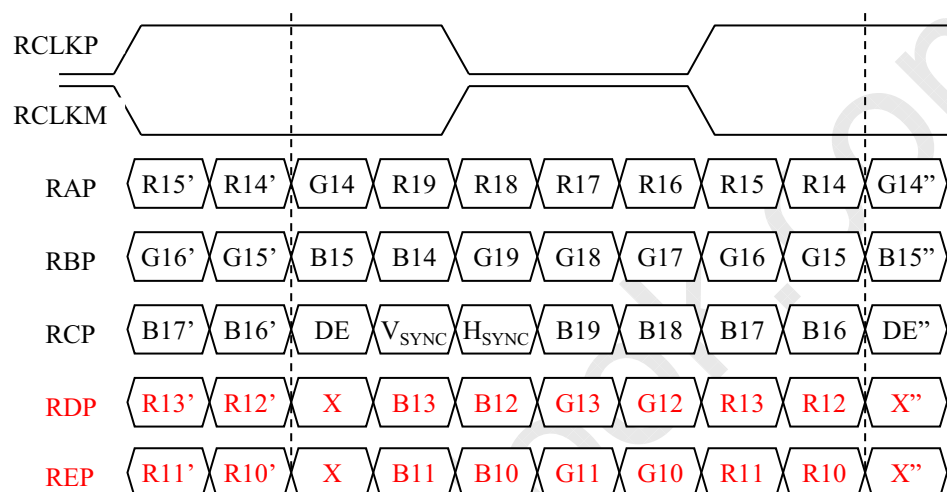 RCLKP
RCLKM
RAP R15’ R14’ G14 R19 R18 R17 R16 R15 R14 G14”
RBP G16’ G15’ B15 B14 G19 G18 G17 G16 G15 B15”
RCP B17’ B16’ DE VSYNC HSYNC B19 B18 B17 B16 DE”
RDP R13’ R12’ X B13 B12 G13 G12 R13 R12 X”
REP R11’ R10’ X B11 B10 G11 G10 R11 R10 X”